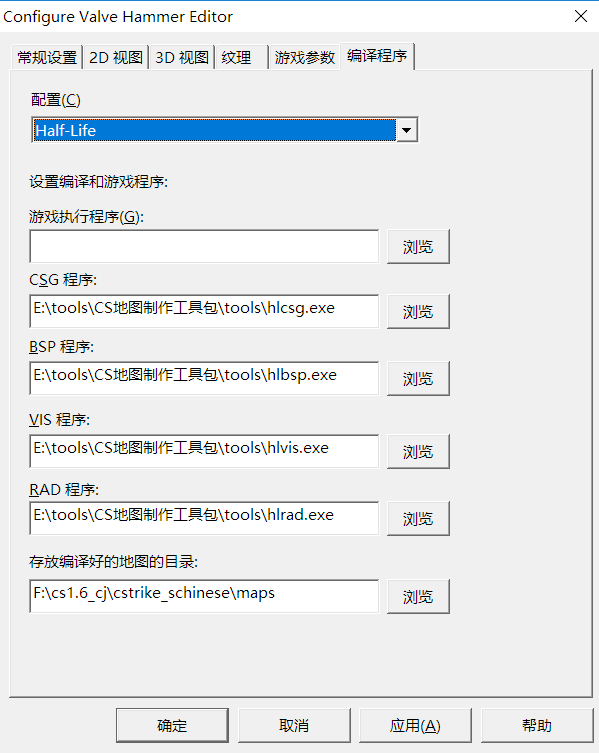 Configure Valve Hammer Editor
常规设置 2D 视图 3D 视图 纹理 游戏参数 编译程序
配置(C)
Half-Life
设置编译和游戏程序:
游戏执行程序(G):
浏览
CSG 程序:
E:\tools\CS地图制作工具包\tools\hlcsg.exe 浏览
BSP 程序:
E:\tools\CS地图制作工具包\tools\hlbsp.exe 浏览
VIS 程序:
E:\tools\CS地图制作工具包\tools\hlvis.exe 浏览
RAD 程序:
E:\tools\CS地图制作工具包\tools\hlrad.exe 浏览
存放编译好的地图的目录:
F:\cs1.6_cj\cstrike_schinese\maps 浏览
确定 取消 应用(A) 帮助